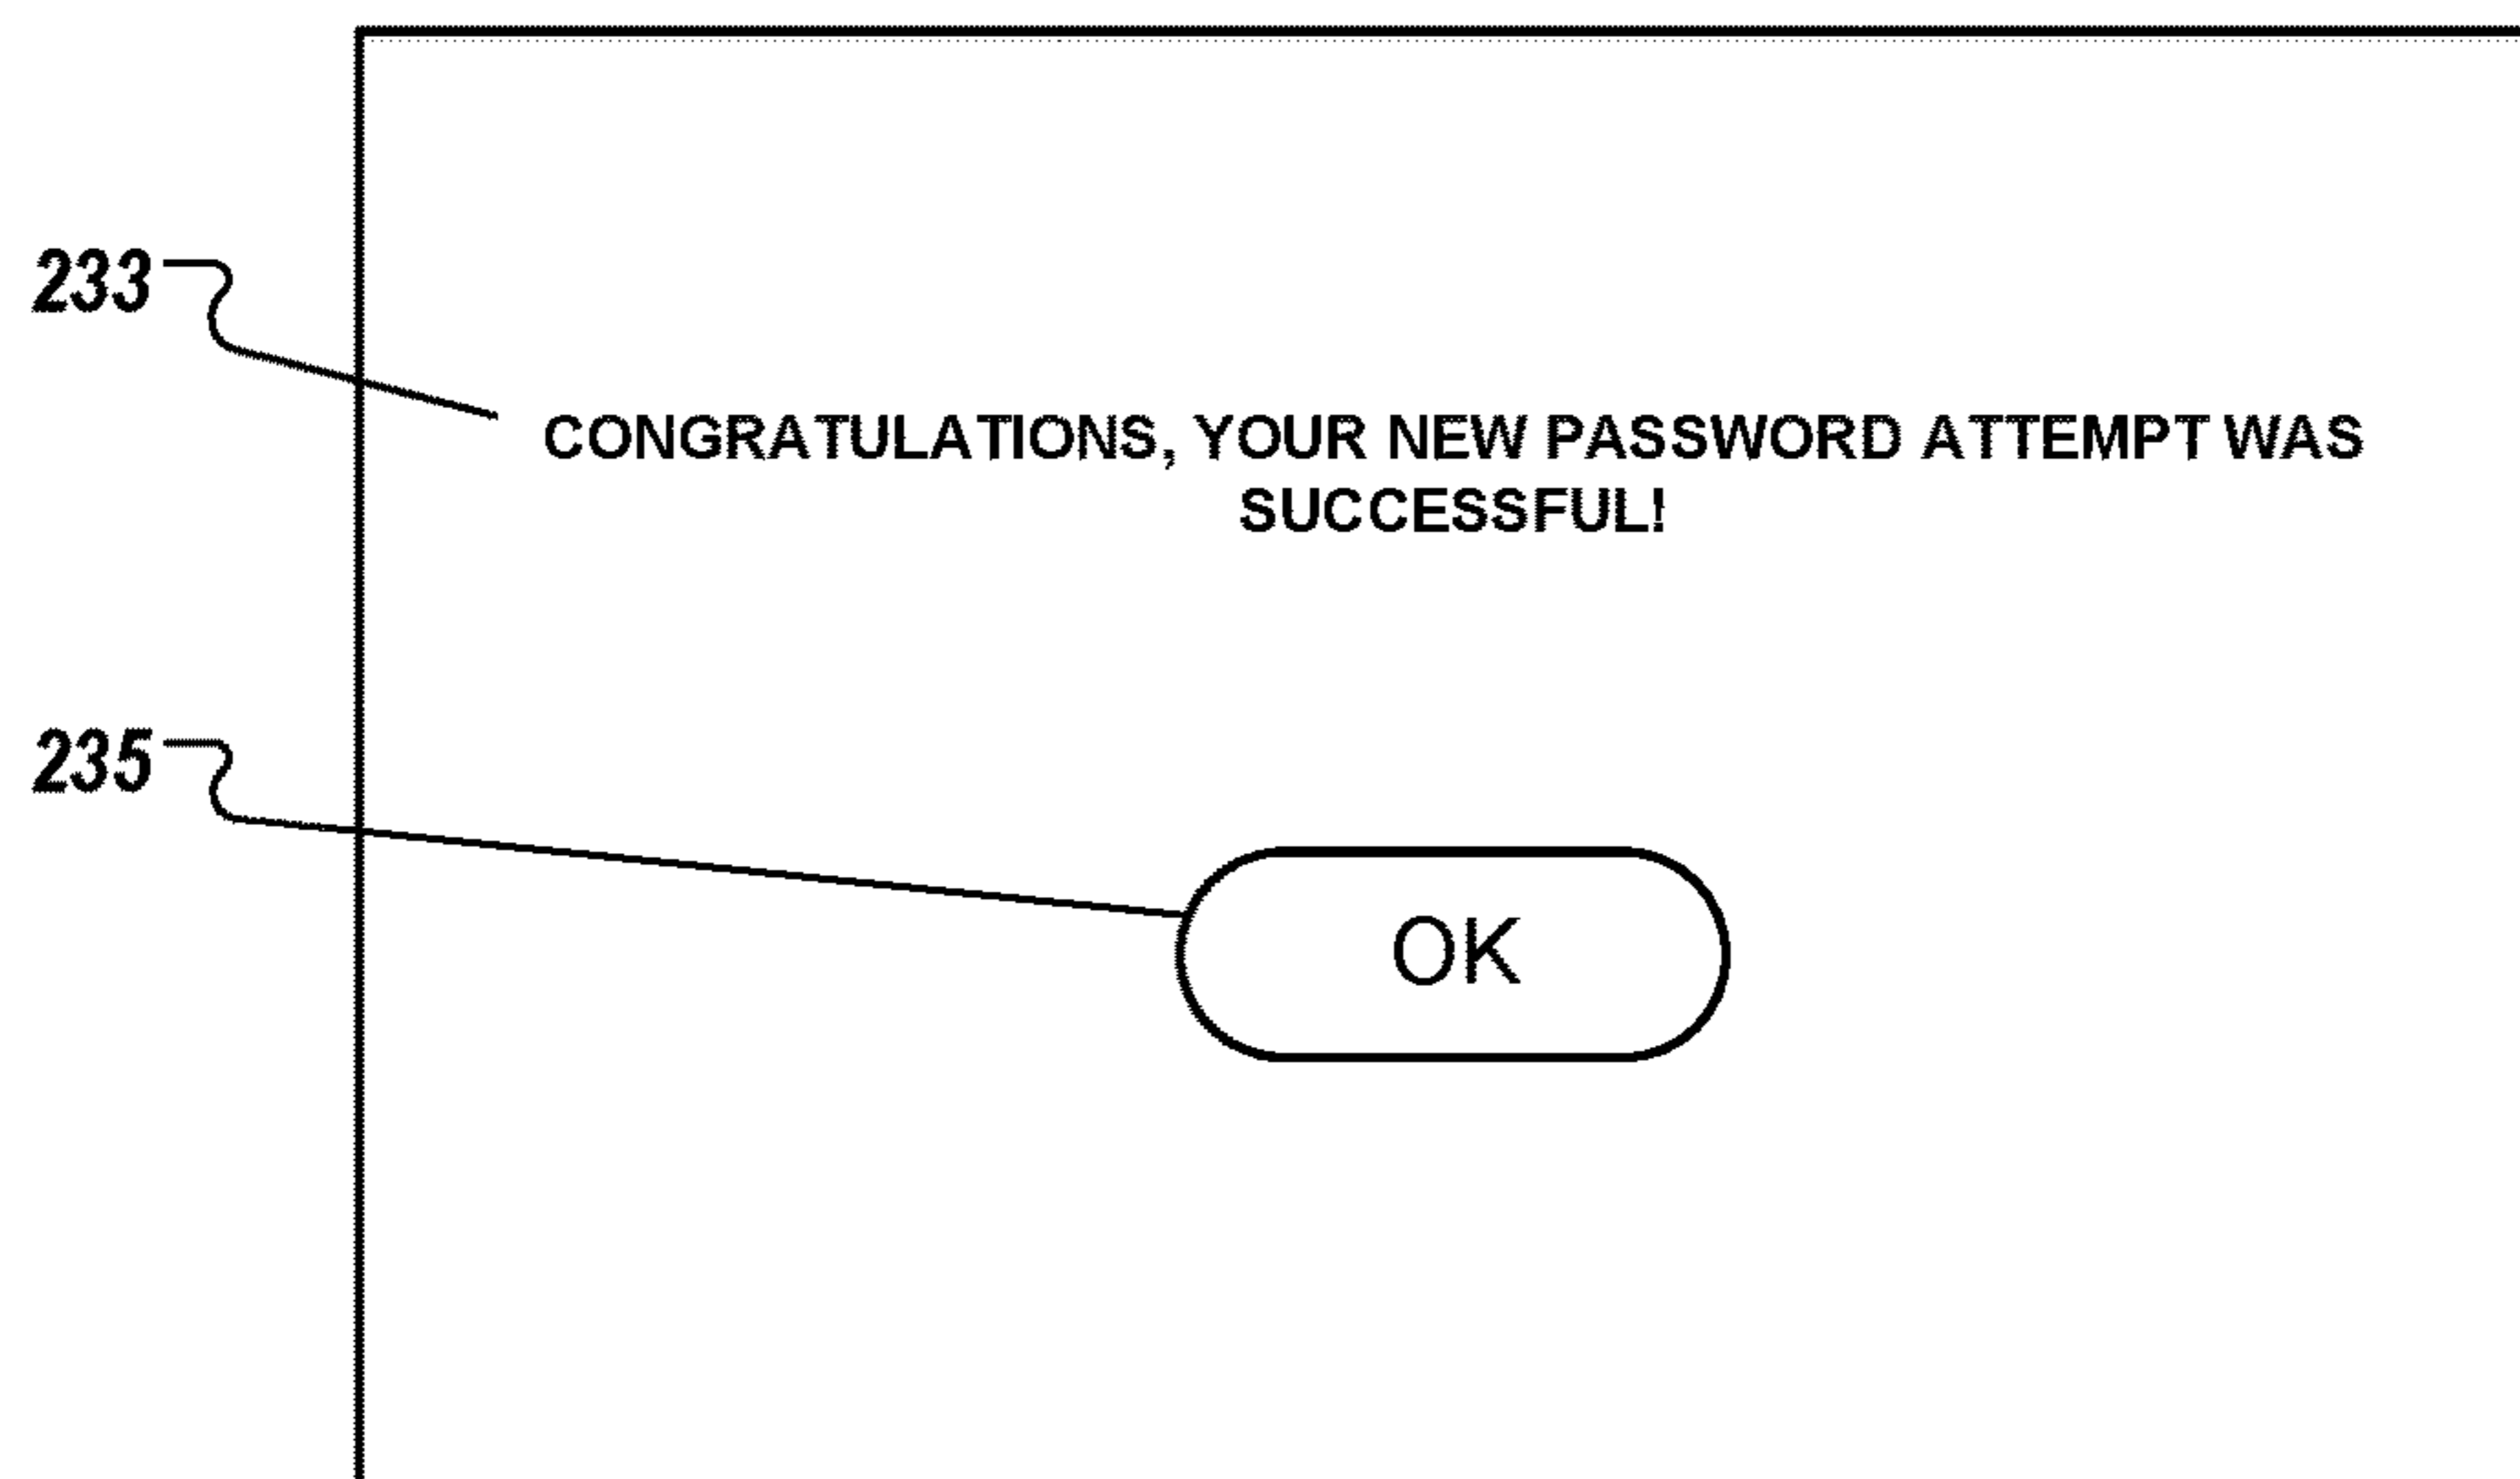 233
CONGRATULATIONS, YOUR NEW PASSWORD ATTEMPT WAS
SUCCESSFUL!
235
OK